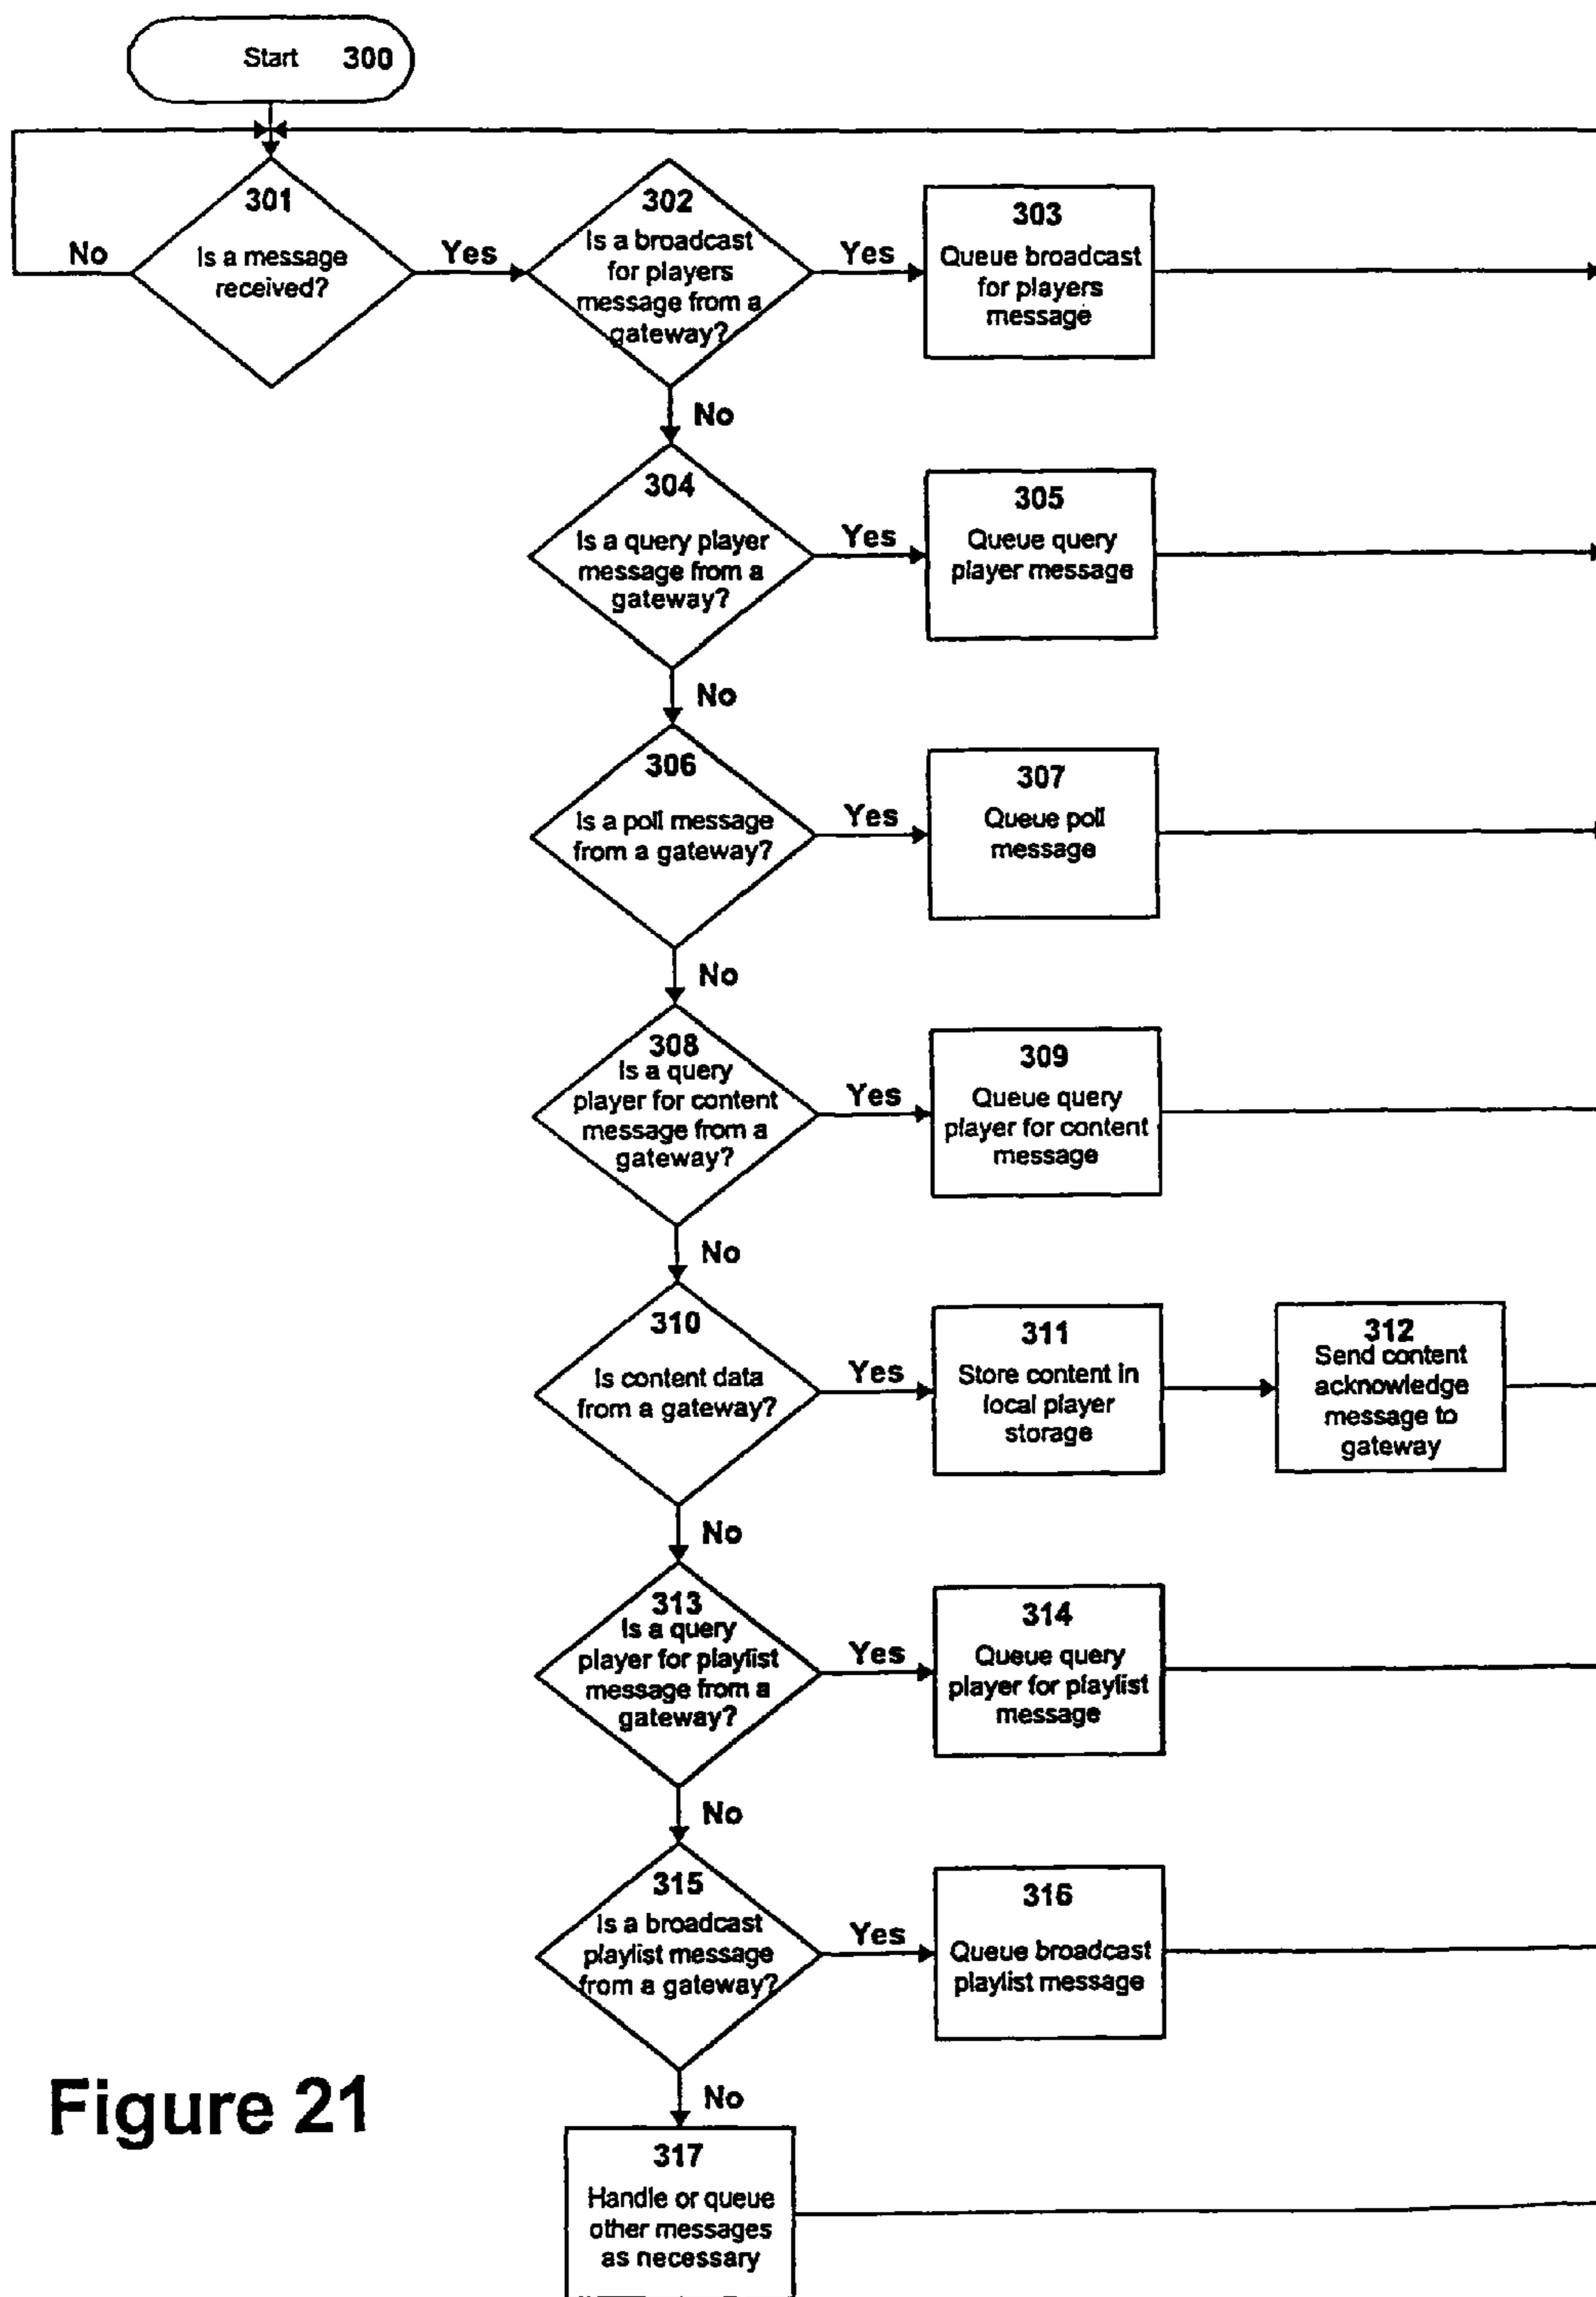 Start 300
301
Is a message
received?
No
Yes
302
Is a broadcast
for players
message from a
gateway?
Yes
303
Queue broadcast
for players
message
No
304
Is a query player
message from a
gateway?
Yes
305
Queue query
player message
No
306
Is a poll message
from a gateway?
Yes
307
Queue poll
message
No
308
Is a query
player for content
message from a
gateway?
Yes
309
Queue query
player for content
message
No
310
Is content data
from a gateway?
Yes
311
Store content in
local player
storage
312
Send content
acknowledge
message to
gateway
No
313
Is a query
player for playlist
message from a
gateway?
Yes
314
Queue query
player for playlist
message
No
315
Is a broadcast
playlist message
from a gateway?
Yes
316
Queue broadcast
playlist message
No
317
Handle or queue
other messages
as necessary
Figure 21